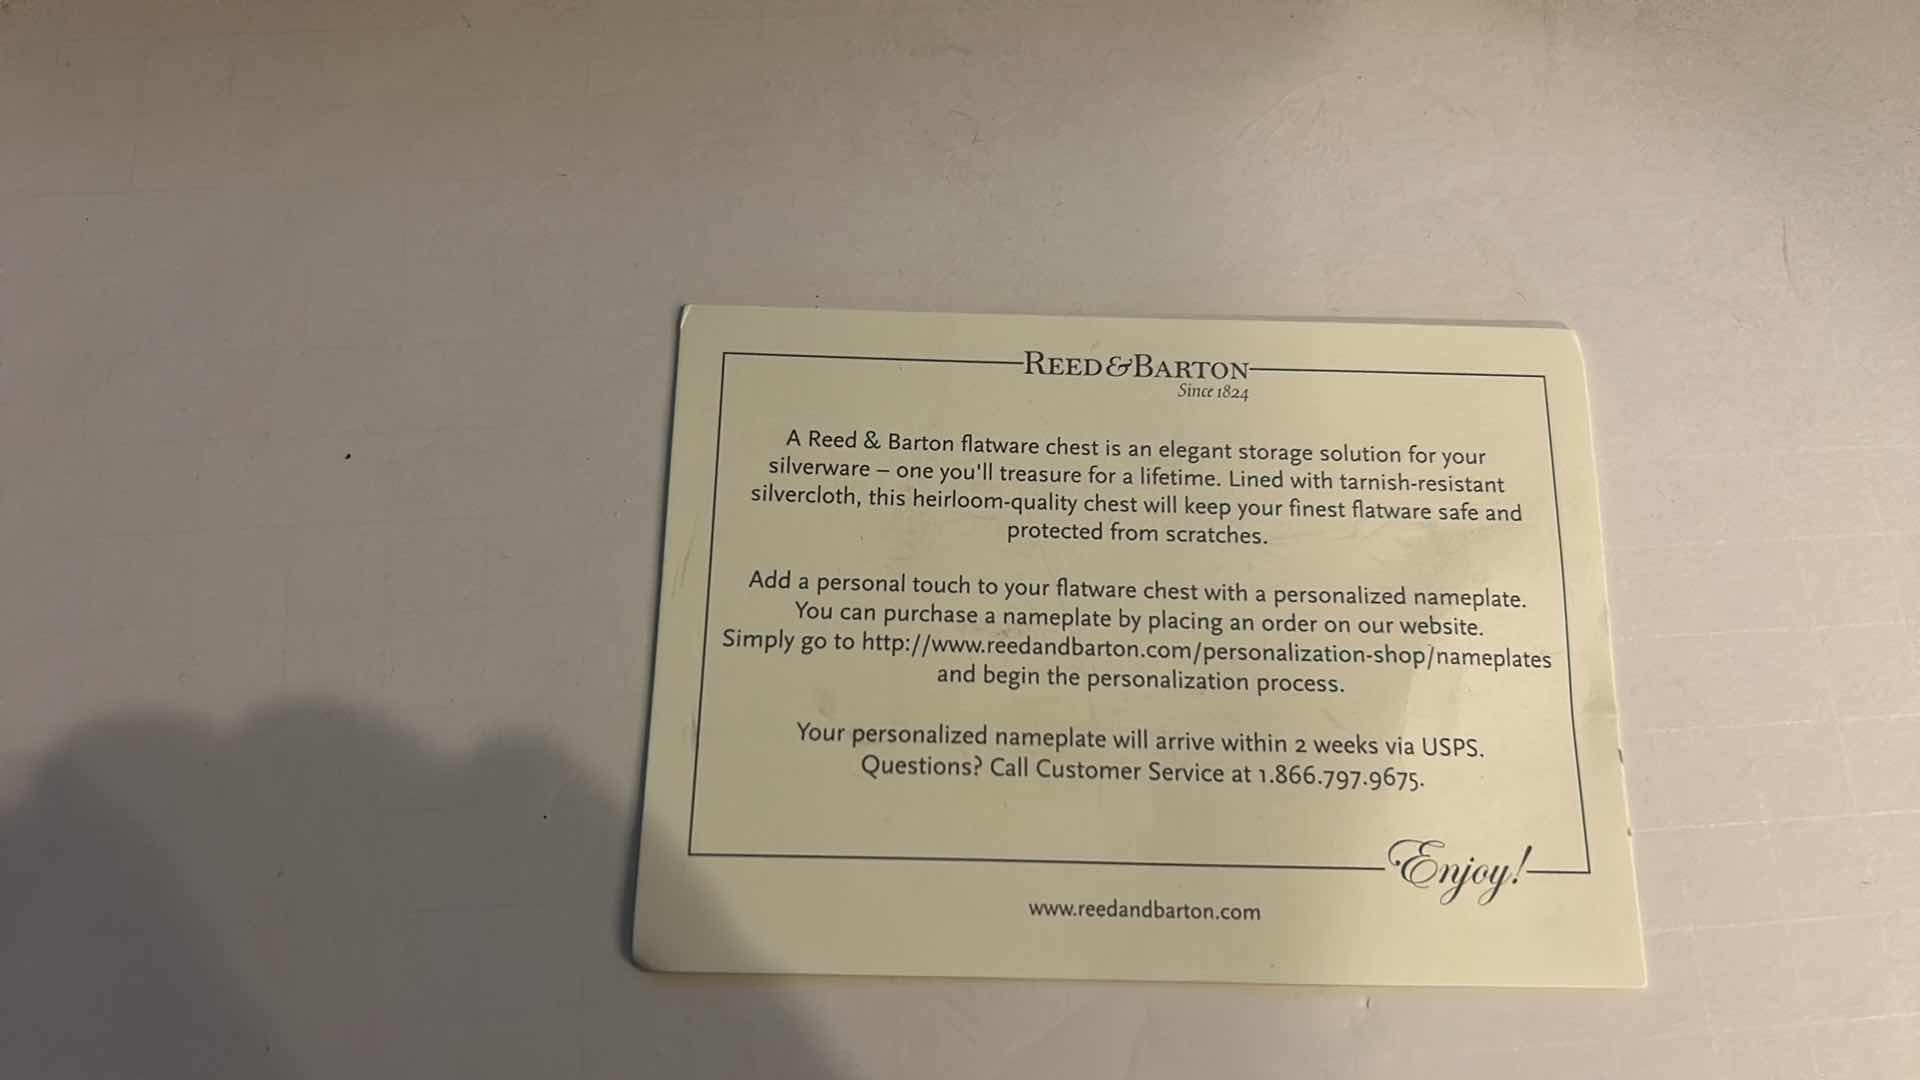 REED & BARTON
Since 1824
A Reed & Barton flatware chest is an elegant storage solution for your
silverware – one you'll treasure for a lifetime. Lined with tarnish-resistant
silvercloth, this heirloom-quality chest will keep your finest flatware safe and
protected from scratches.
Add a personal touch to your flatware chest with a personalized nameplate.
You can purchase a nameplate by placing an order on our website.
Simply go to http://www.reedandbarton.com/personalization-shop/nameplates
and begin the personalization process.
Your personalized nameplate will arrive within 2 weeks via USPS.
Questions? Call Customer Service at 1.866.797.9675.
Enjoy!
www.reedandbarton.com